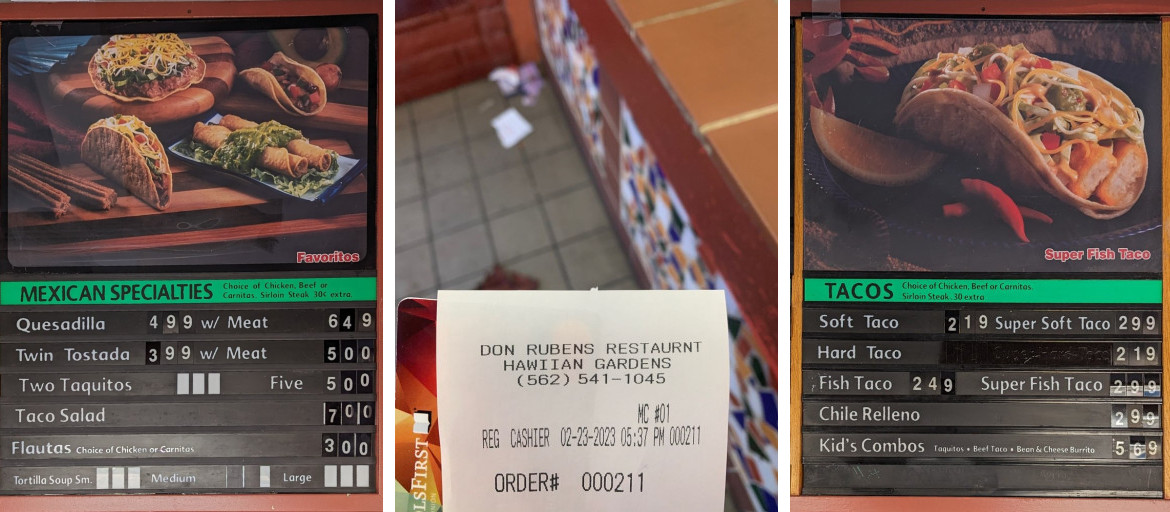 Favoritos
MEXICAN SPECIALTIES Choice of Chicken, Beef or
Carnitas. Sirloin Steak 30¢ extra.
Quesadilla 499 w/ Meat 649
Twin Tostada 399 w/ Meat 500
Two Taquitos Five 500
Taco Salad 700
Flautas Choice of Chicken or Carnitas 300
Tortilla Soup Sm. Medium Large
DON RUBENS RESTAURNT
HAWIIAN GARDENS
(562) 541-1045
MC #01
REG CASHIER 02-23-2023 05:37 PM 000211
ORDER# 000211
OLSFIRST
Super Fish Taco
TACOS Choice of Chicken, Beef or Carnitas.
Sirloin Steak .30 extra
Soft Taco 219 Super Soft Taco 299
Hard Taco 219
Fish Taco 249 Super Fish Taco 299
Chile Relleno 299
Kid's Combos Taquitos • Beef Taco • Bean & Cheese Burrito 569